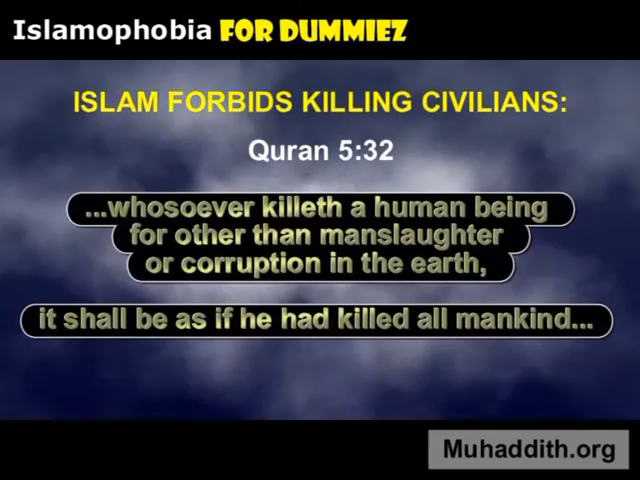 Islamophobia FOR DUMMIEZ
ISLAM FORBIDS KILLING CIVILIANS:
Quran 5:32
...whosoever killeth a human being
for other than manslaughter
or corruption in the earth,
it shall be as if he had killed all mankind...
Muhaddith.org